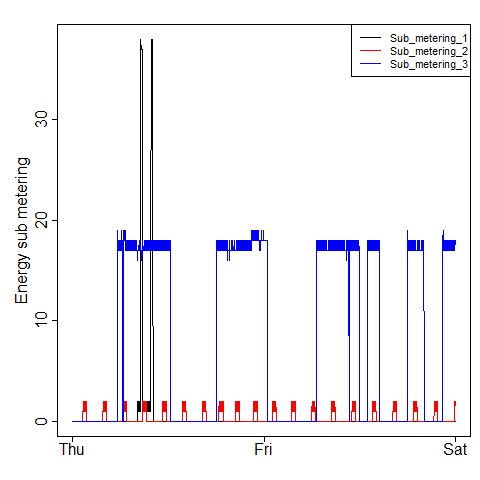 Sub_metering_1
Sub_metering_2
Sub_metering_3
Energy sub metering
30
20
10
0
Thu Fri Sat